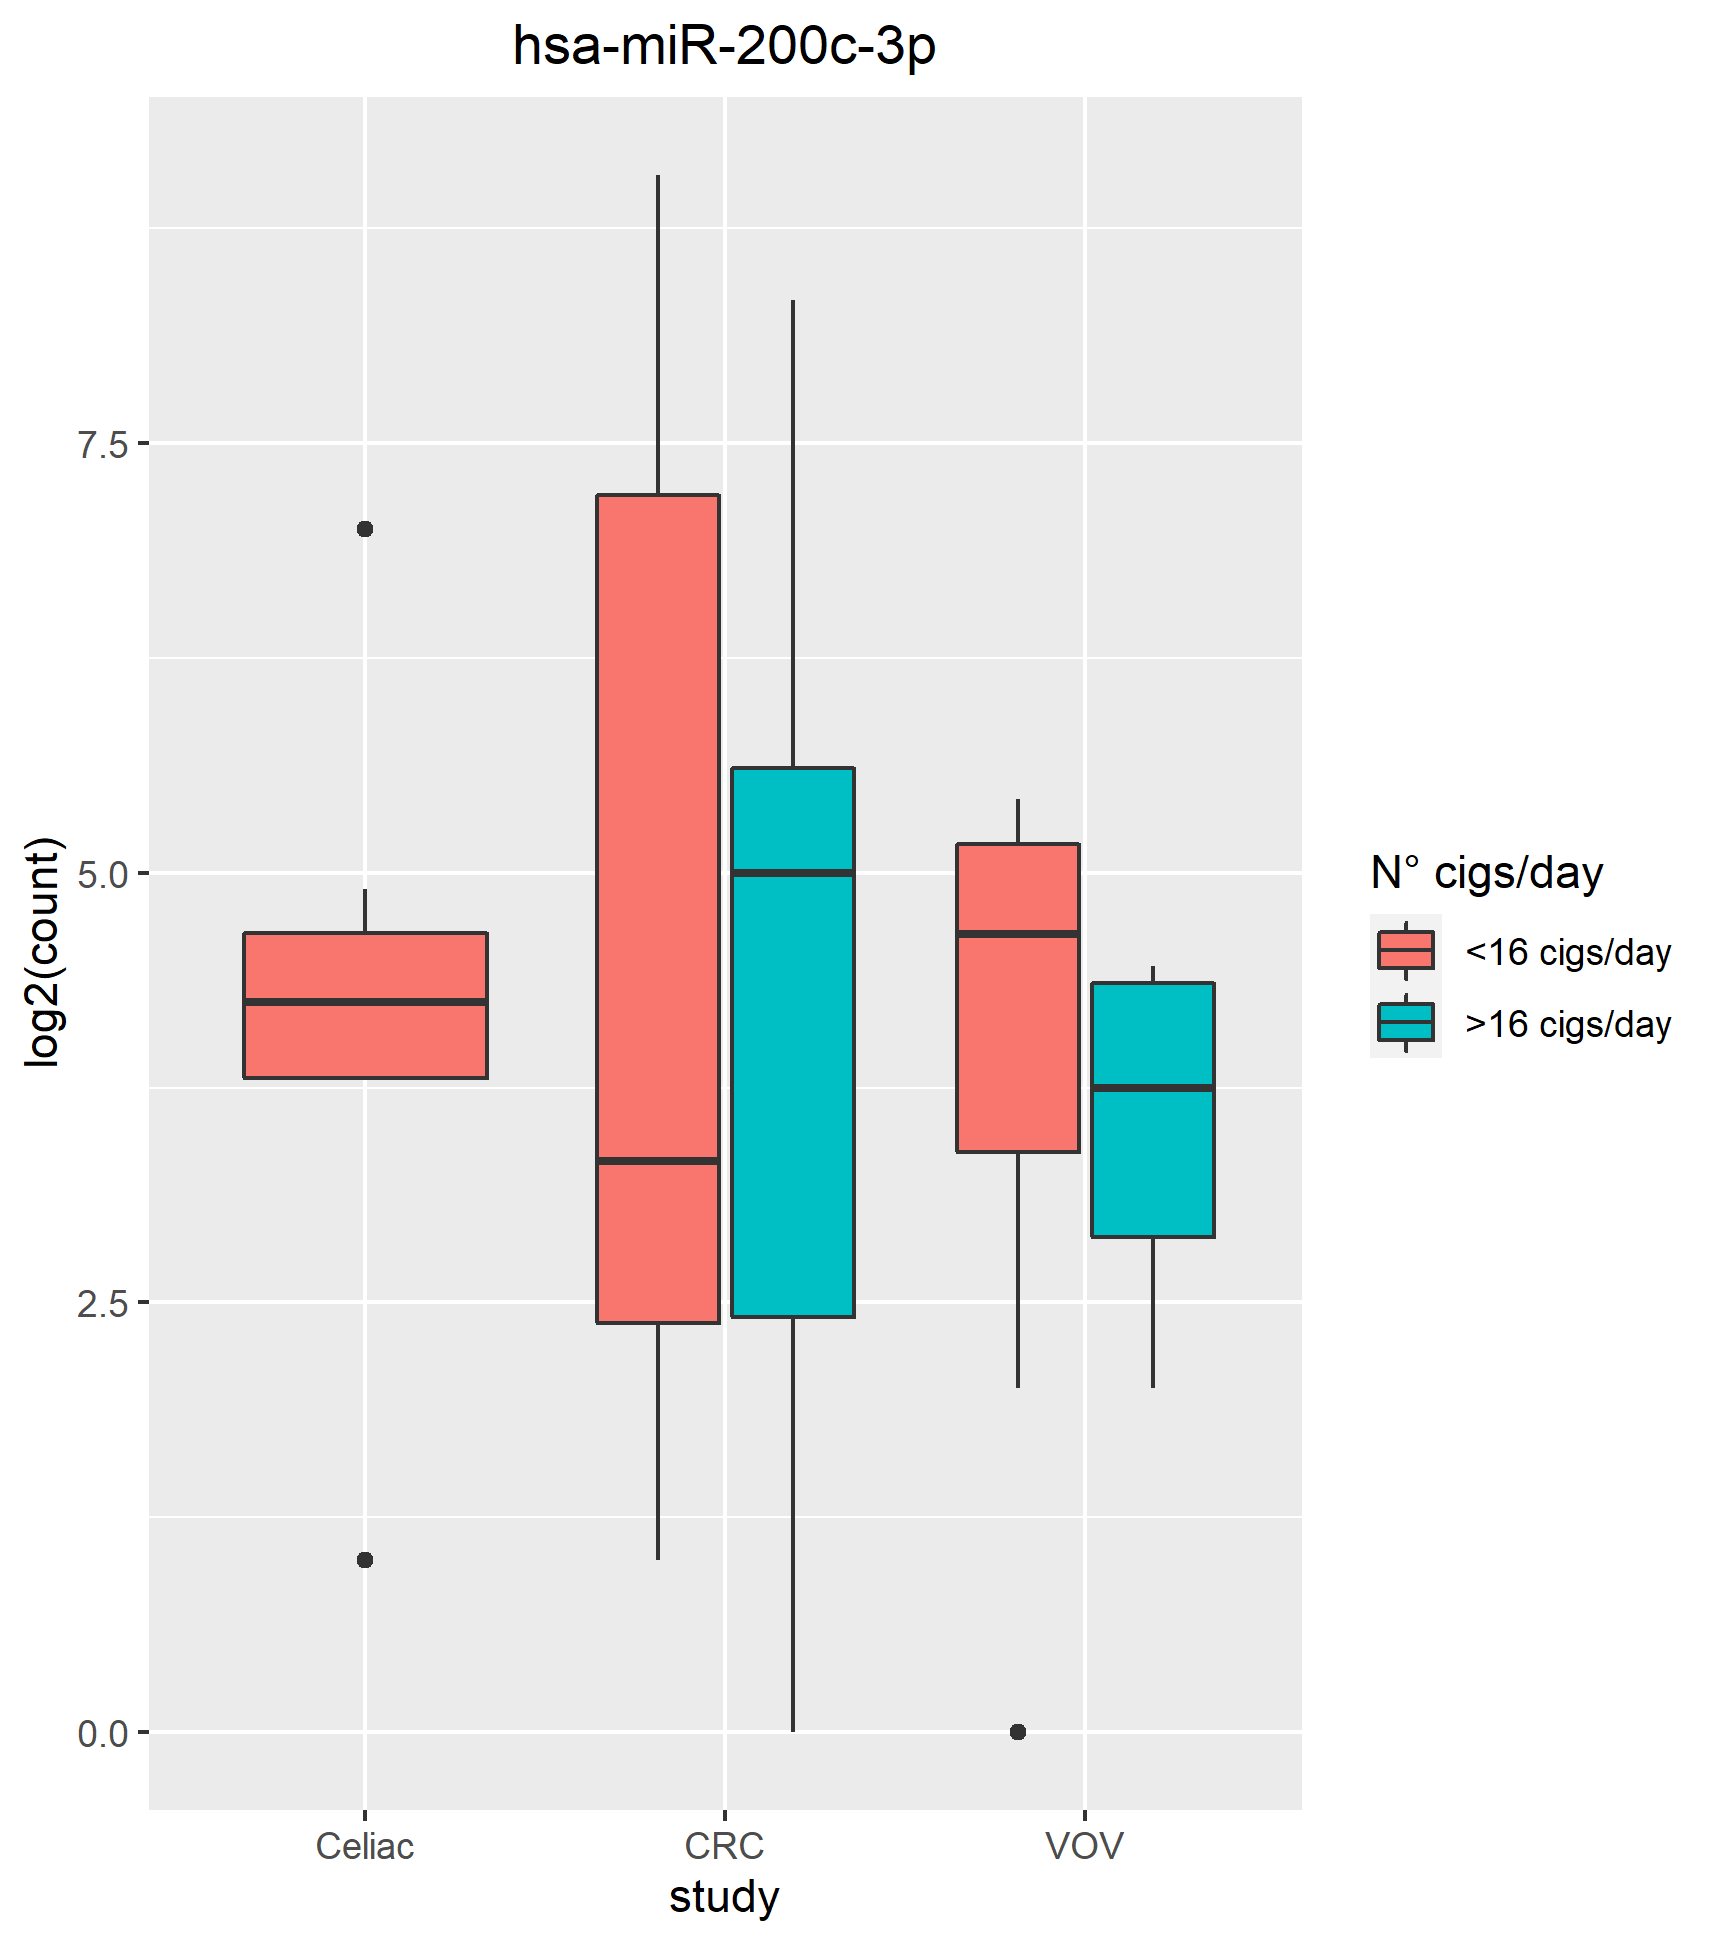 hsa-miR-200c-3p
log2(count)
7.5
5.0
2.5
0.0
Celiac
CRC
VOV
study
N° cigs/day
<16 cigs/day
>16 cigs/day